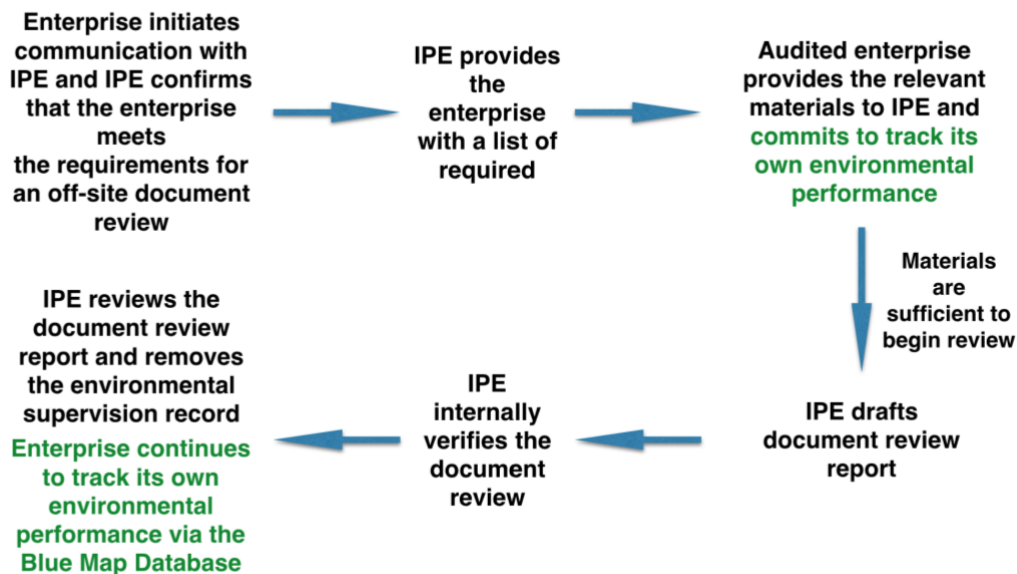 Enterprise initiates
communication with
IPE and IPE confirms
that the enterprise
meets
the requirements for
an off-site document
review
IPE provides
the
enterprise
with a list of
required
Audited enterprise
provides the relevant
materials to IPE and
commits to track its
own environmental
performance
Materials
are
sufficient to
begin review
IPE drafts
document review
report
IPE
internally
verifies the
document
review
IPE reviews the
document review
report and removes
the environmental
supervision record
Enterprise continues
to track its own
environmental
performance via the
Blue Map Database